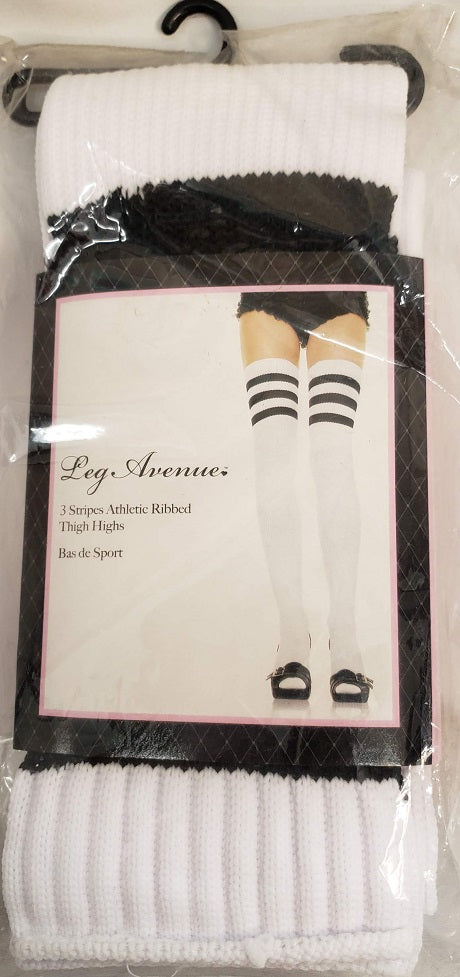 Leg Avenue
3 Stripes Athletic Ribbed
Thigh Highs
Bas de Sport